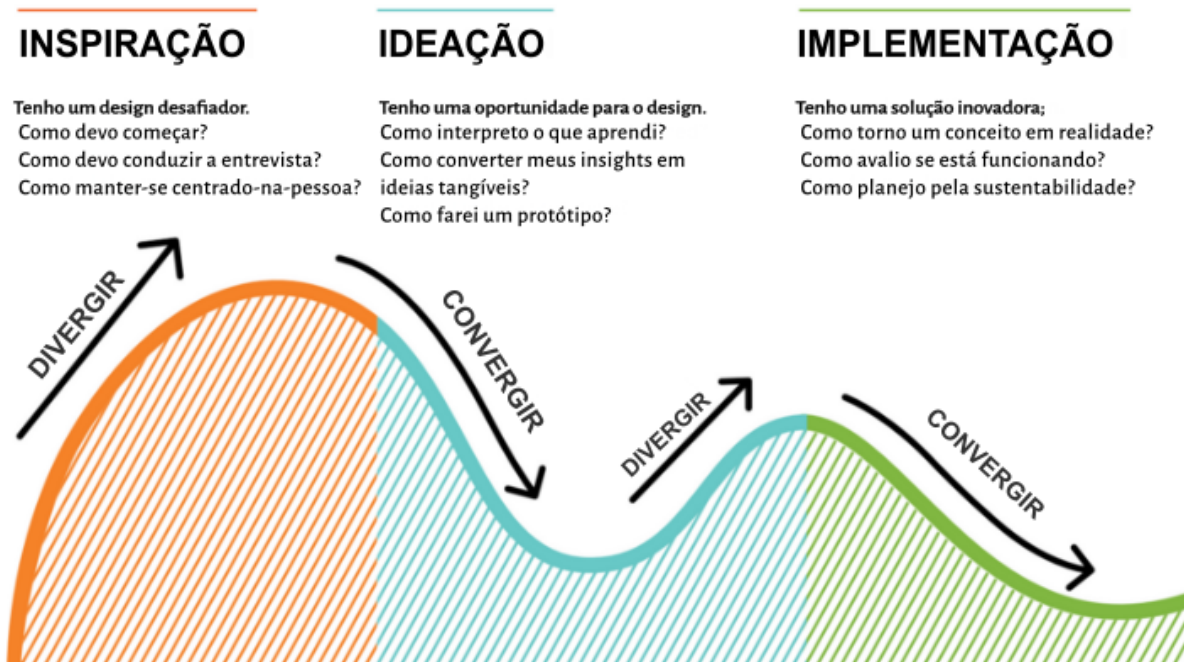 INSPIRAÇÃO
Tenho um design desafiador.
Como devo começar?
Como devo conduzir a entrevista?
Como manter-se centrado-na-pessoa?
IDEAÇÃO
Tenho uma oportunidade para o design.
Como interpreto o que aprendi?
Como converter meus insights em
ideias tangíveis?
Como farei um protótipo?
IMPLEMENTAÇÃO
Tenho uma solução inovadora;
Como torno um conceito em realidade?
Como avalio se está funcionando?
Como planejo pela sustentabilidade?
DIVERGIR
CONVERGIR
DIVERGIR
CONVERGIR